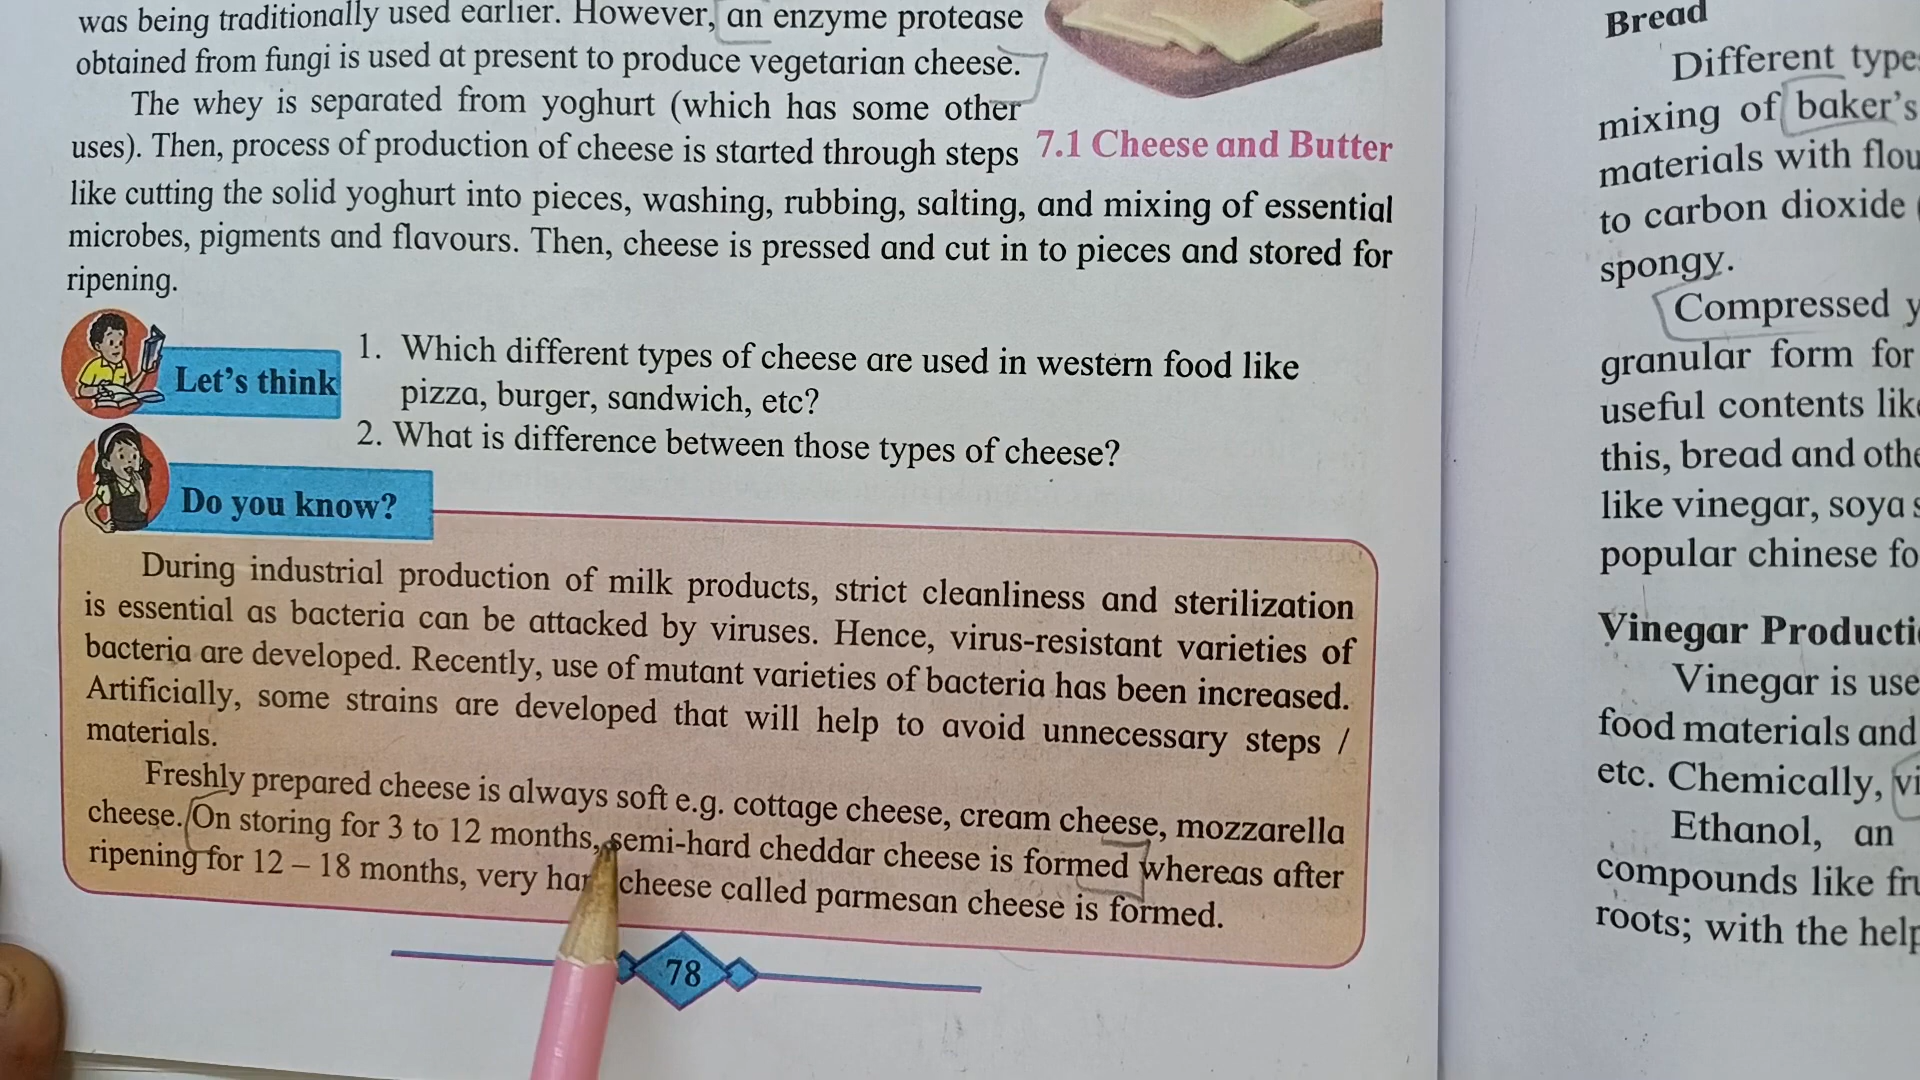 was being traditionally used earlier. However, an enzyme protease
obtained from fungi is used at present to produce vegetarian cheese.
The whey is separated from yoghurt (which has some other
uses). Then, process of production of cheese is started through steps
7.1 Cheese and Butter
like cutting the solid yoghurt into pieces, washing, rubbing, salting, and mixing of essential
microbes, pigments and flavours. Then, cheese is pressed and cut in to pieces and stored for
ripening.
Let's think
1. Which different types of cheese are used in western food like
pizza, burger, sandwich, etc?
2. What is difference between those types of cheese?
Do you know?
During industrial production of milk products, strict cleanliness and sterilization
is essential as bacteria can be attacked by viruses. Hence, virus-resistant varieties of
bacteria are developed. Recently, use of mutant varieties of bacteria has been increased.
Artificially, some strains are developed that will help to avoid unnecessary steps /
materials.
Freshly prepared cheese is always soft e.g. cottage cheese, cream cheese, mozzarella
cheese. On storing for 3 to 12 months, semi-hard cheddar cheese is formed whereas after
ripening for 12 – 18 months, very cheese called parmesan cheese is formed.
78
Bread
Different
mixing of baker's
materials with
to carbon dioxide
spongy.
Compressed
granular form for
useful contents
this, bread and
like vinegar, soya
popular chinese
Vinegar
Vinegar is
food materials and
etc. Chemically,
Ethanol, an
compounds like
roots; with the